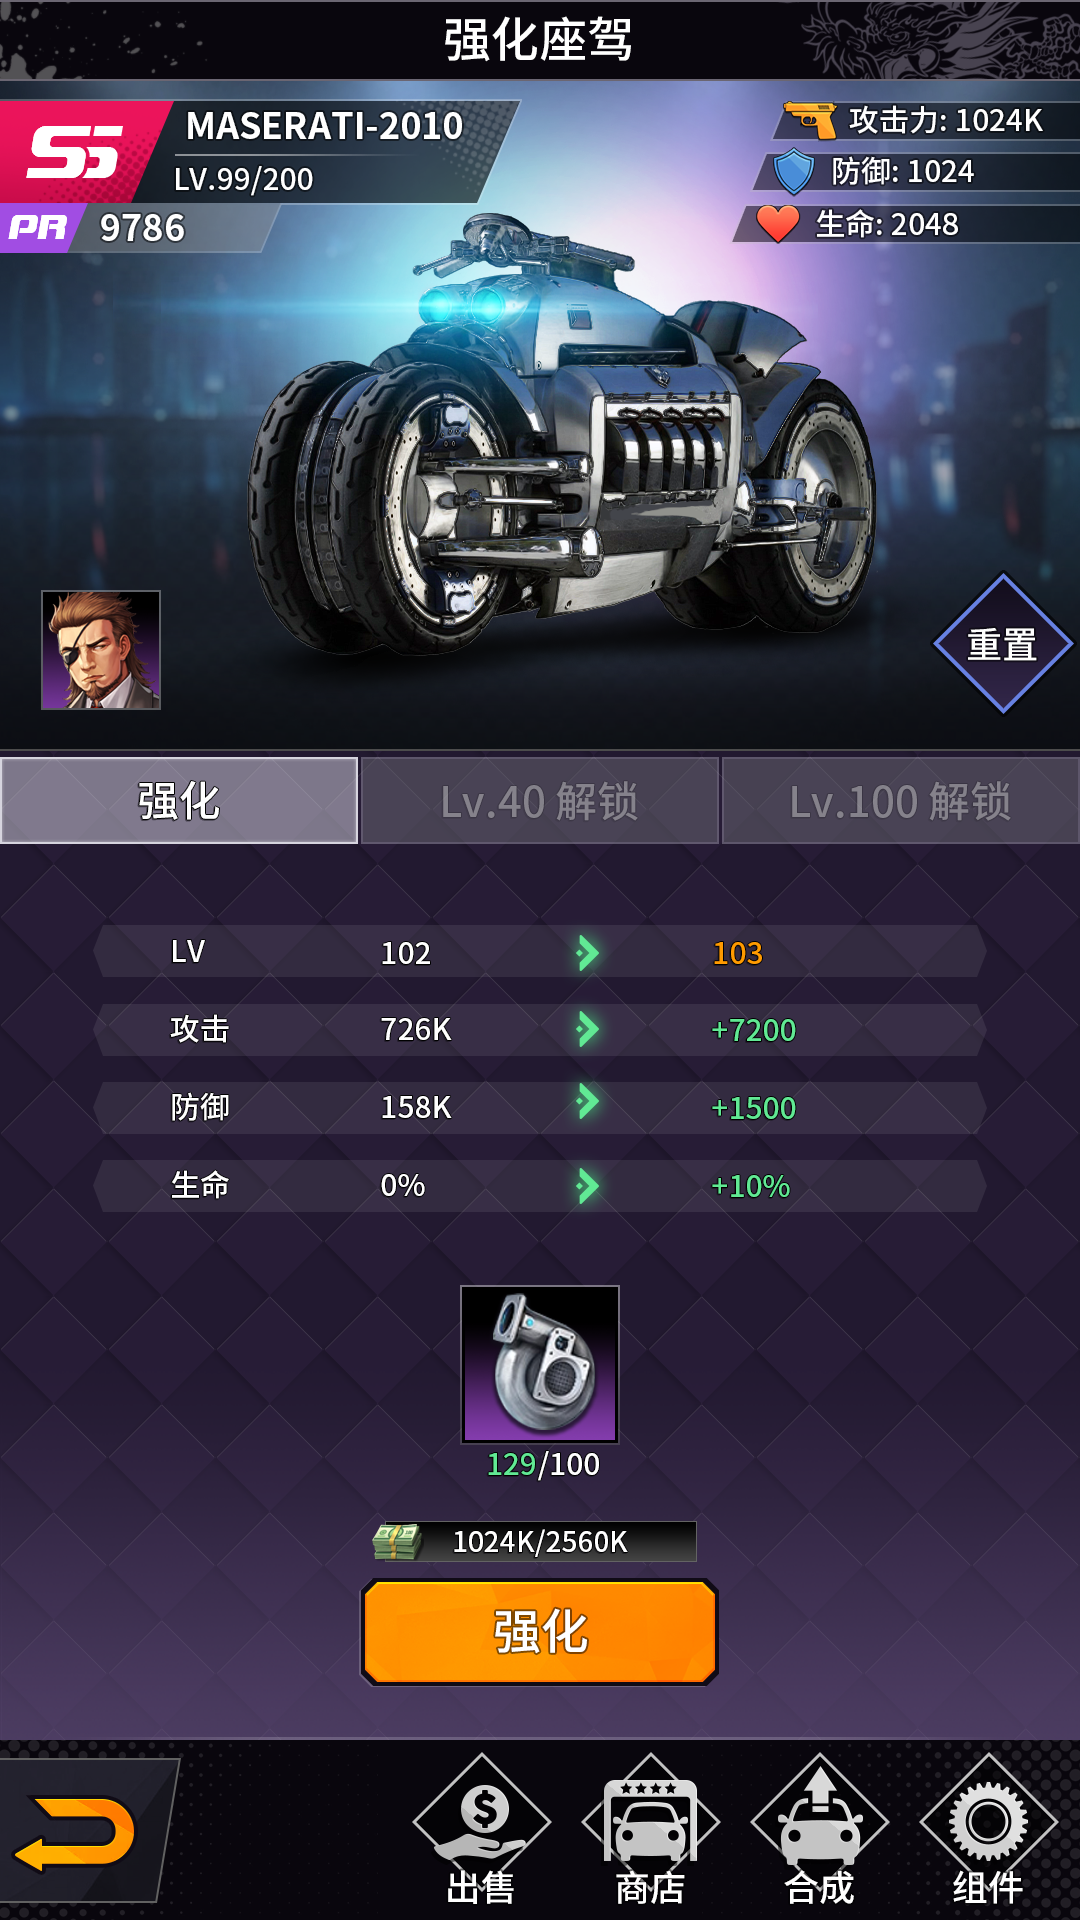 强化座驾
S5
MASERATI-2010
LV.99/200
PR 9786
攻击力: 1024K
防御: 1024
生命: 2048
重置
强化
Lv.40 解锁
Lv.100 解锁
LV 102 103
攻击 726K +7200
防御 158K +1500
生命 0% +10%
129/100
1024K/2560K
强化
出售
商店
合成
组件